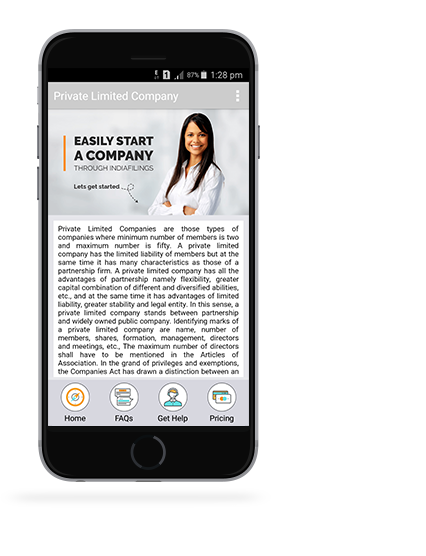 87% 1:28 pm
Private Limited Company
EASILY START
A COMPANY
THROUGH INDIAFILINGS
Lets get started
Private Limited Companies are those types of
companies where minimum number of members is two
and maximum number is fifty. A private limited
company has the limited liability of members but at the
same time it has many characteristics as those of a
partnership firm. A private limited company has all the
advantages of partnership namely flexibility, greater
capital combination of different and diversified abilities,
etc., and at the same time it has advantages of limited
liability, greater stability and legal entity. In this sense, a
private limited company stands between partnership
and widely owned public company. Identifying marks of
a private limited company are name, number of
members, shares, formation, management, directors
and meetings, etc., The maximum number of directors
shall have to be mentioned in the Articles of
Association. In the grand of privileges and exemptions,
the Companies Act has drawn a distinction between an
Home FAQs Get Help Pricing